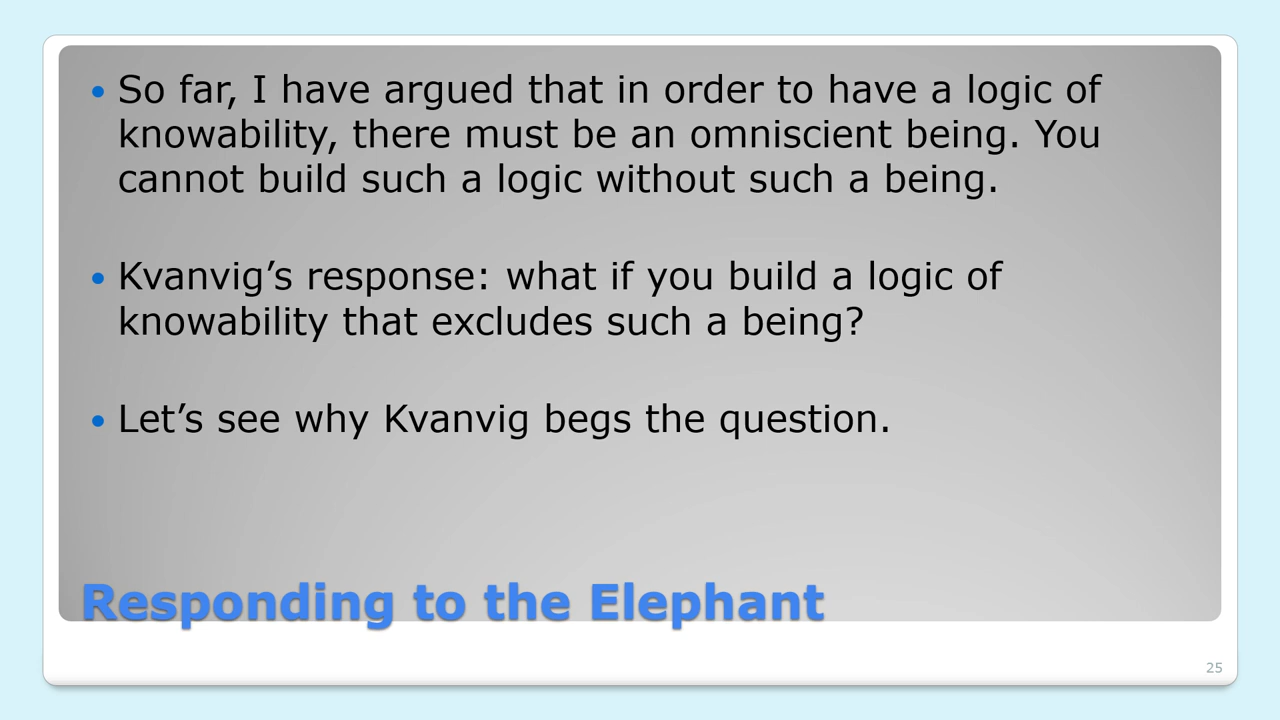 • So far, I have argued that in order to have a logic of
knowability, there must be an omniscient being. You
cannot build such a logic without such a being.
• Kvanvig’s response: what if you build a logic of
knowability that excludes such a being?
• Let’s see why Kvanvig begs the question.
Responding to the Elephant
25